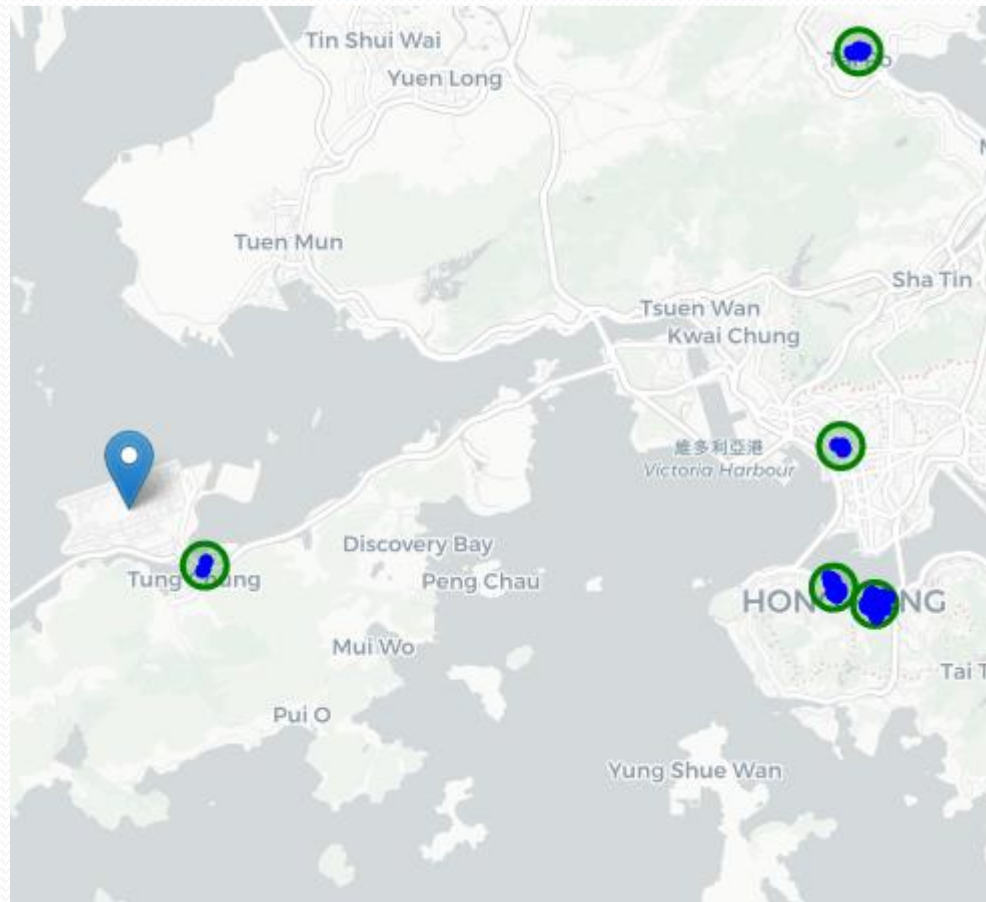 Tin Shui Wai
Yuen Long
Tuen Mun
Sha Tin
Tsuen Wan
Kwai Chung
維多利亞港
Victoria Harbour
Discovery Bay
Peng Chau
Mui Wo
Pui O
Tai T
Yung Shue Wan